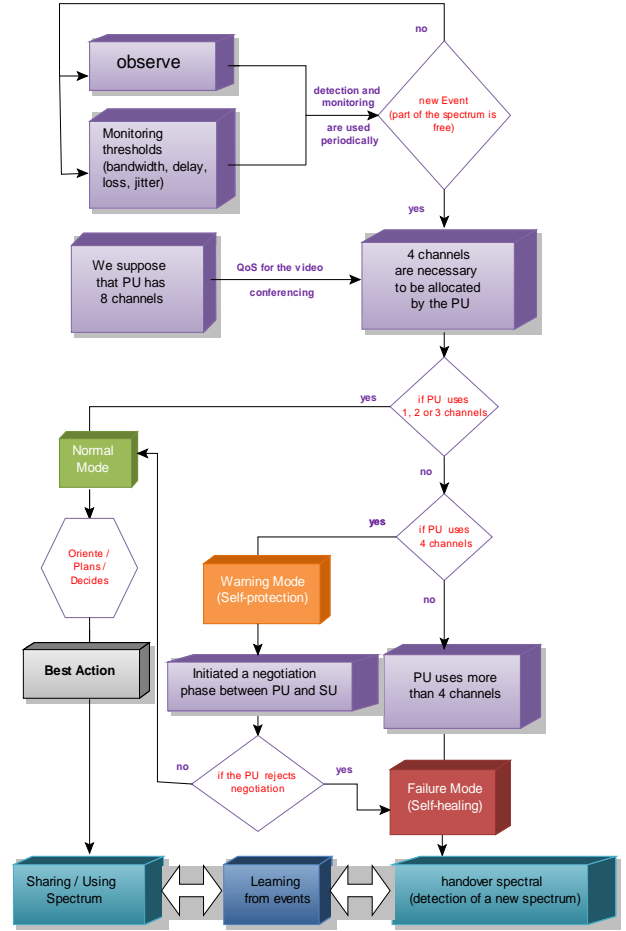 no
observe
detection and
monitoring
are used
periodically
new Event
(part of the spectrum is
free)
Monitoring
thresholds
(bandwidth, delay,
loss, jitter)
yes
We suppose
that PU has
8 channels
QoS for the video
conferencing
4 channels
are necessary
to be allocated
by the PU
yes
if PU uses
1, 2 or 3 channels
Normal
Mode
no
yes
if PU uses
4 channels
Oriente /
Plans /
Decides
Warning Mode
(Self-protection)
no
Best Action
Initiated a negotiation
phase between PU and SU
PU uses more
than 4 channels
no
if the PU rejects
negotiation
yes
Failure Mode
(Self-healing)
Sharing / Using
Spectrum
Learning
from events
handover spectral
(detection of a new spectrum)